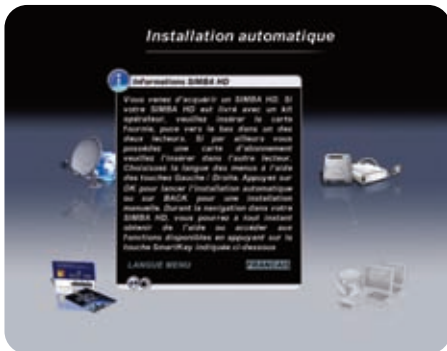 Installation automatique
Informations SIMBA HD
Vous venez d'acquérir un SIMBA HD. Si
votre SIMBA HD est livré avec un kit
opérateur, veuillez insérer la carte
fournie, puce vers le bas dans un des
deux lecteurs. Si par ailleurs vous
possédez une carte d'abonnement
veuillez l'insérer dans l'autre lecteur.
Choisissez la langue des menus à l'aide
des touches Gauche / Droite. Appuyez sur
OK pour lancer l'installation automatique
ou sur BACK pour une installation
manuelle. Durant la navigation dans votre
SIMBA HD, vous pourrez à tout instant
obtenir de l'aide ou accéder aux
fonctions disponibles en appuyant sur la
touche SmartKey indiquée ci-dessous
LANGUE MENU FRANCAIS